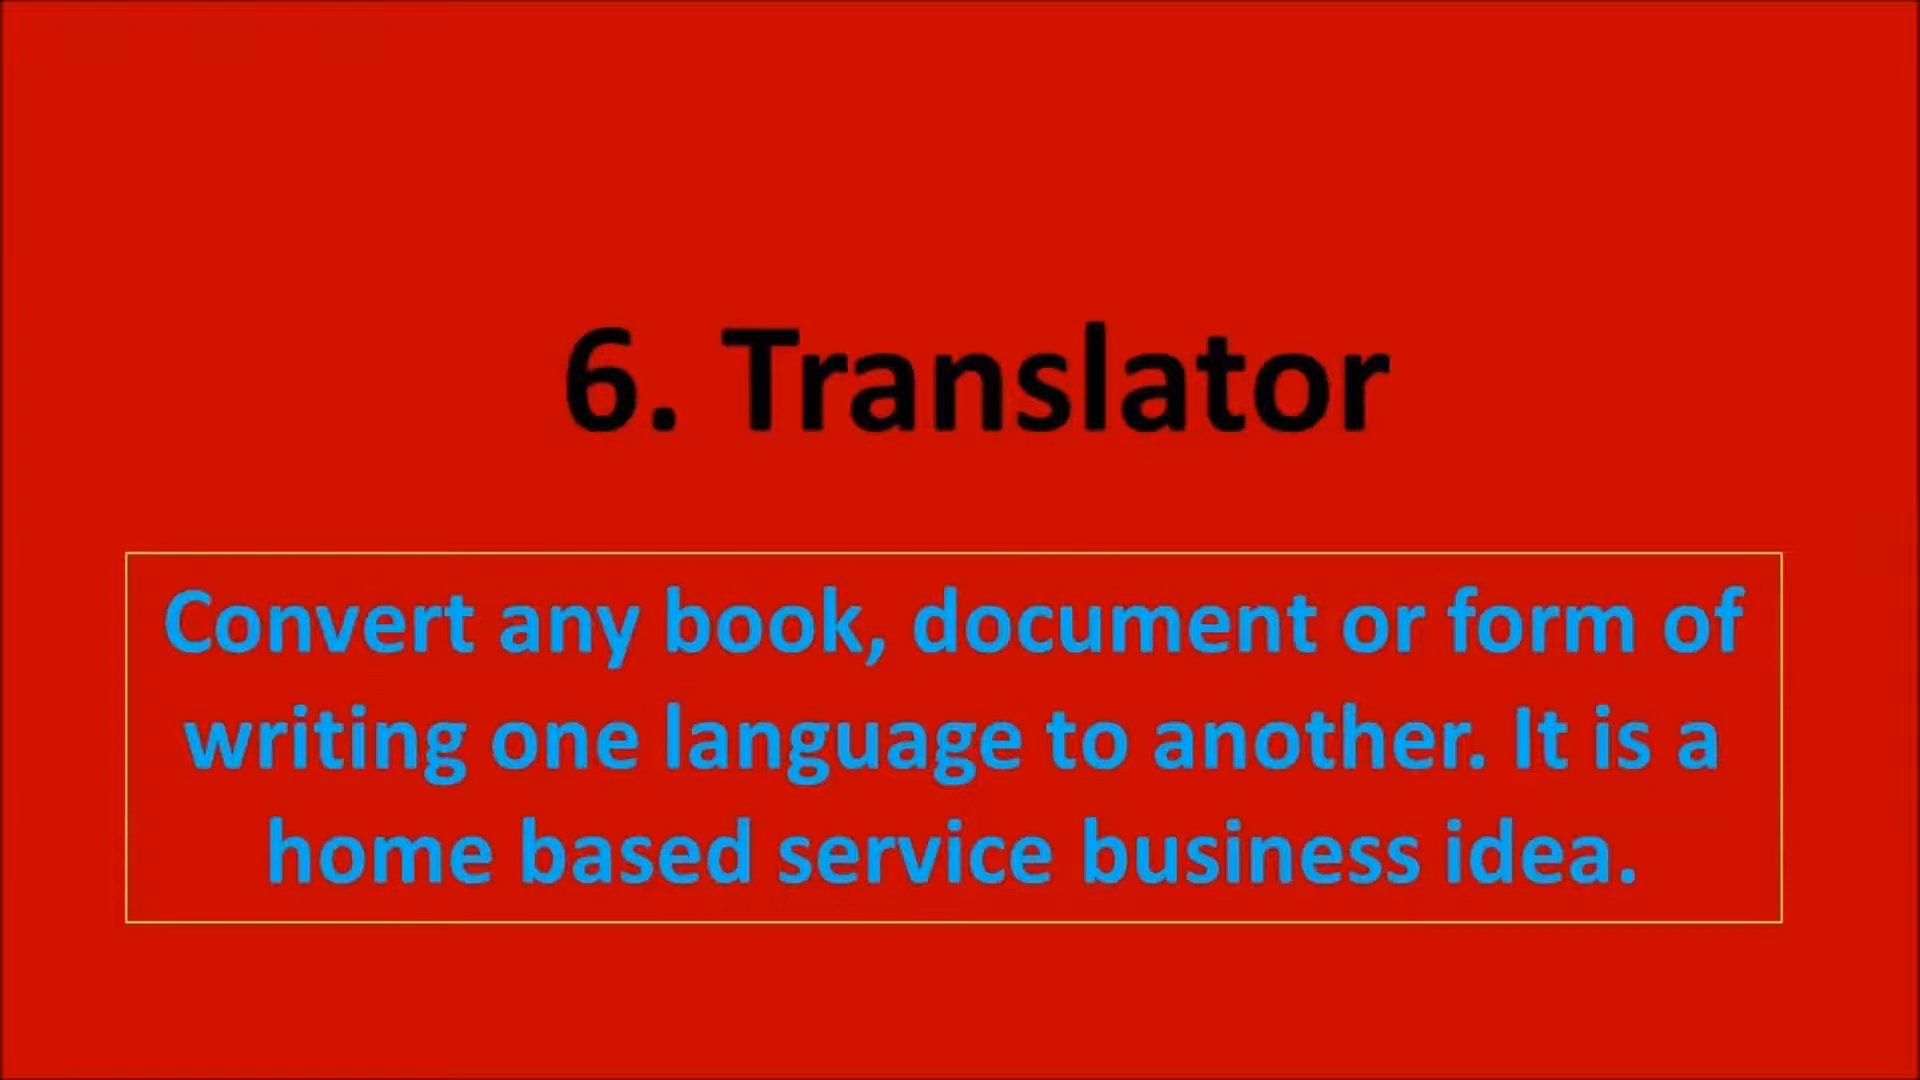 6. Translator
Convert any book, document or form of
writing one language to another. It is a
home based service business idea.